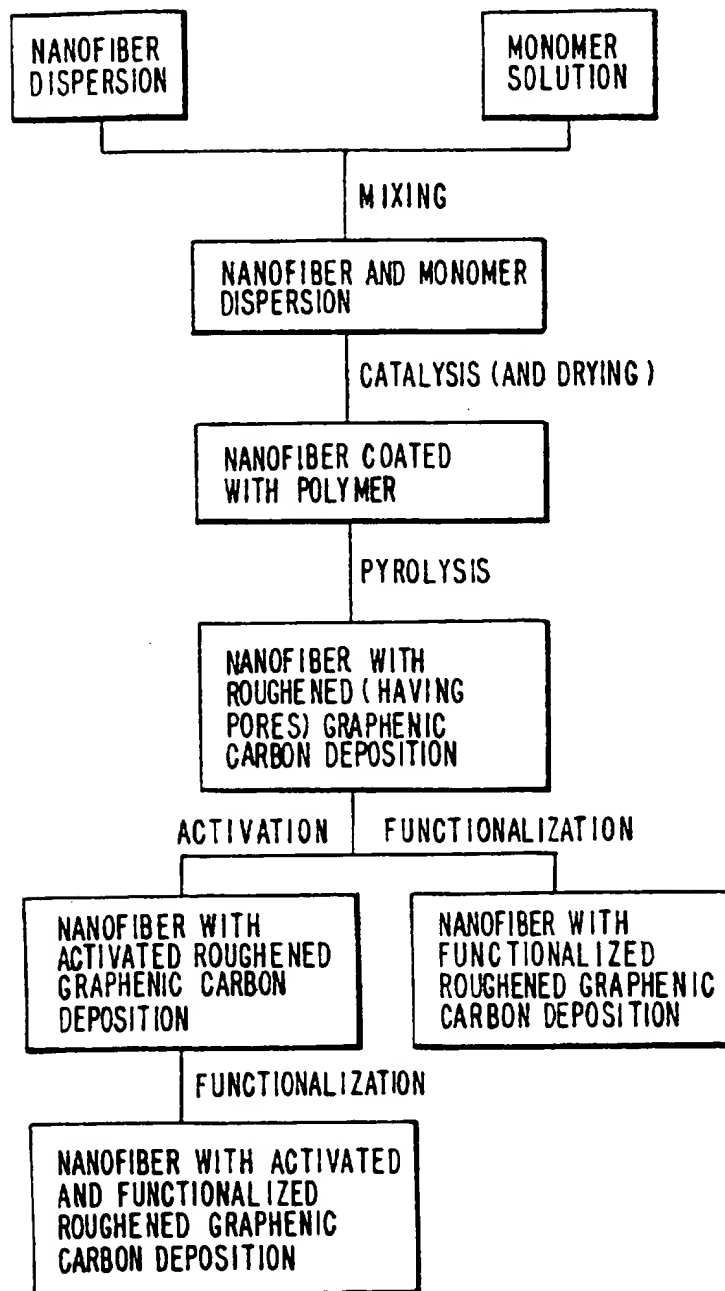 NANOFIBER
DISPERSION
MONOMER
SOLUTION
MIXING
NANOFIBER AND MONOMER
DISPERSION
CATALYSIS (AND DRYING)
NANOFIBER COATED
WITH POLYMER
PYROLYSIS
NANOFIBER WITH
ROUGHENED (HAVING
PORES) GRAPHENIC
CARBON DEPOSITION
ACTIVATION
FUNCTIONALIZATION
NANOFIBER WITH
ACTIVATED ROUGHENED
GRAPHENIC CARBON
DEPOSITION
NANOFIBER WITH
FUNCTIONALIZED
ROUGHENED GRAPHENIC
CARBON DEPOSITION
FUNCTIONALIZATION
NANOFIBER WITH ACTIVATED
AND FUNCTIONALIZED
ROUGHENED GRAPHENIC
CARBON DEPOSITION